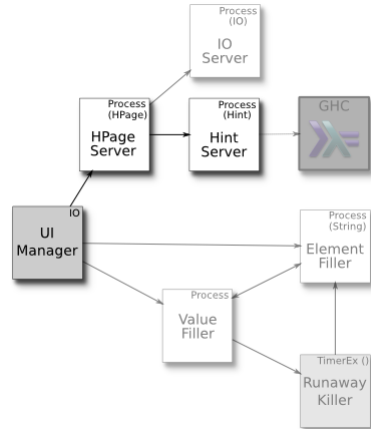 Process
(IO)
IO
Server
Process
(HPage)
HPage
Server
Process
(Hint)
Hint
Server
GHC
IO
UI
Manager
Process
(String)
Element
Filler
Process
Value
Filler
TimerEx ()
Runaway
Killer